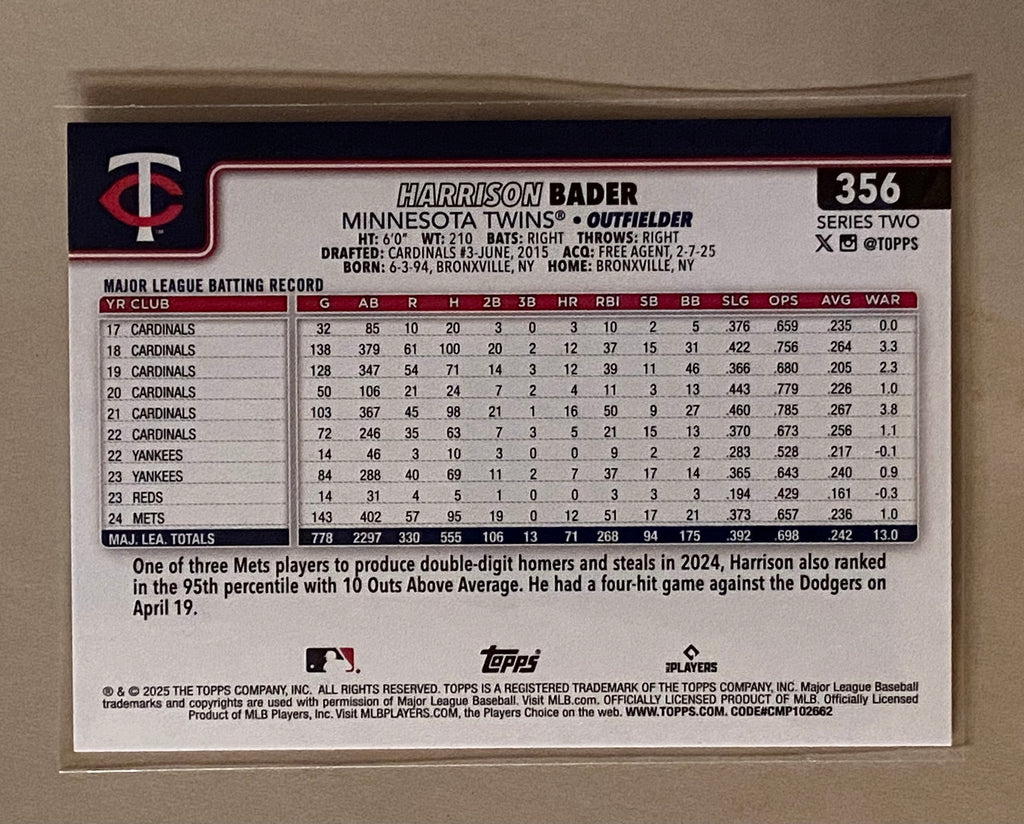 TC
HARRISON BADER
356
MINNESOTA TWINS® • OUTFIELDER
SERIES TWO
HT: 6'0" WT: 210 BATS: RIGHT THROWS: RIGHT
@TOPPS
DRAFTED: CARDINALS #3-JUNE, 2015 ACQ: FREE AGENT, 2-7-25
BORN: 6-3-94, BRONXVILLE, NY HOME: BRONXVILLE, NY
MAJOR LEAGUE BATTING RECORD
YR CLUB G AB R H 2B 3B HR RBI SB BB SLG OPS AVG WAR
17 CARDINALS 32 85 10 20 3 0 3 10 2 5 .376 .659 .235 0.0
18 CARDINALS 138 379 61 100 20 2 12 37 15 31 .422 .756 .264 3.3
19 CARDINALS 128 347 54 71 14 3 12 39 11 46 .366 .680 .205 2.3
20 CARDINALS 50 106 21 24 7 2 4 11 3 13 .443 .779 .226 1.0
21 CARDINALS 103 367 45 98 21 1 16 50 9 27 .460 .785 .267 3.8
22 CARDINALS 72 246 35 63 7 3 5 21 15 13 .370 .673 .256 1.1
22 YANKEES 14 46 3 10 3 0 0 9 2 2 .283 .528 .217 -0.1
23 YANKEES 84 288 40 69 11 2 7 37 17 14 .365 .643 .240 0.9
23 REDS 14 31 4 5 1 0 0 3 3 3 .194 .429 .161 -0.3
24 METS 143 402 57 95 19 0 12 51 17 21 .373 .657 .236 1.0
MAJ. LEA. TOTALS 778 2297 330 555 106 13 71 268 94 175 .392 .698 .242 13.0
One of three Mets players to produce double-digit homers and steals in 2024, Harrison also ranked
in the 95th percentile with 10 Outs Above Average. He had a four-hit game against the Dodgers on
April 19.
Topps
PLAYERS
® & © 2025 THE TOPPS COMPANY, INC. ALL RIGHTS RESERVED. TOPPS IS A REGISTERED TRADEMARK OF THE TOPPS COMPANY, INC. Major League Baseball
trademarks and copyrights are used with permission of Major League Baseball. Visit MLB.com. OFFICIALLY LICENSED PRODUCT OF MLB. Officially Licensed
Product of MLB Players, Inc. Visit MLBPLAYERS.COM, the Players Choice on the web. WWW.TOPPS.COM. CODE#CMP102662